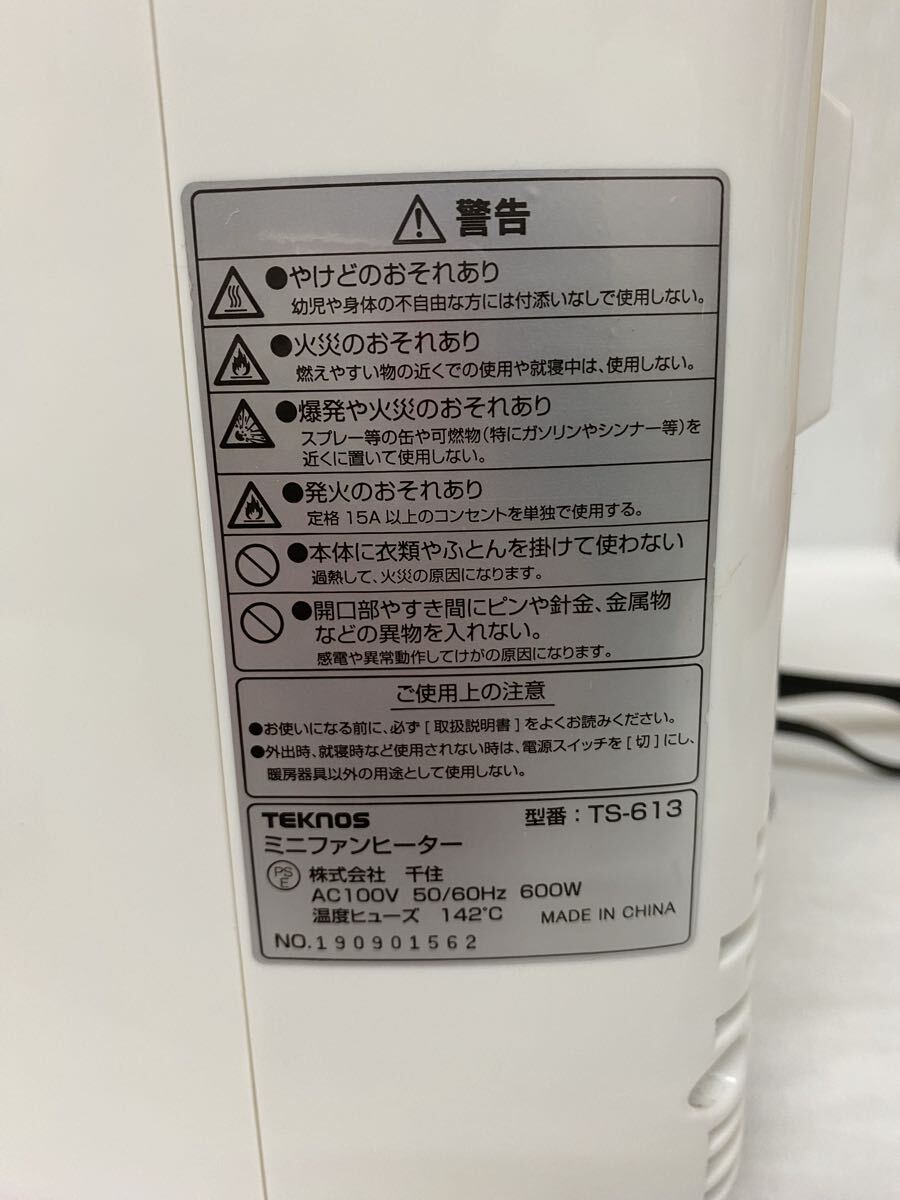 警告
●やけどのおそれあり
幼児や身体の不自由な方には付添いなしで使用しない。
●火災のおそれあり
燃えやすい物の近くでの使用や就寝中は、使用しない。
●爆発や火災のおそれあり
スプレー等の缶や可燃物(特にガソリンやシンナー等)を
近くに置いて使用しない。
●発火のおそれあり
定格 15A 以上のコンセントを単独で使用する。
●本体に衣類やふとんを掛けて使わない
過熱して、火災の原因になります。
●開口部やすき間にピンや針金、金属物
などの異物を入れない。
感電や異常動作してけがの原因になります。
ご使用上の注意
●お使いになる前に、必ず [取扱説明書] をよくお読みください。
●外出時、就寝時など使用されない時は、電源スイッチを [切] にし、
暖房器具以外の用途として使用しない。
TEKNOS 型番:TS-613
ミニファンヒーター
PSE 株式会社 千住
AC100V 50/60Hz 600W
温度ヒューズ 142℃ MADE IN CHINA
NO.190901562